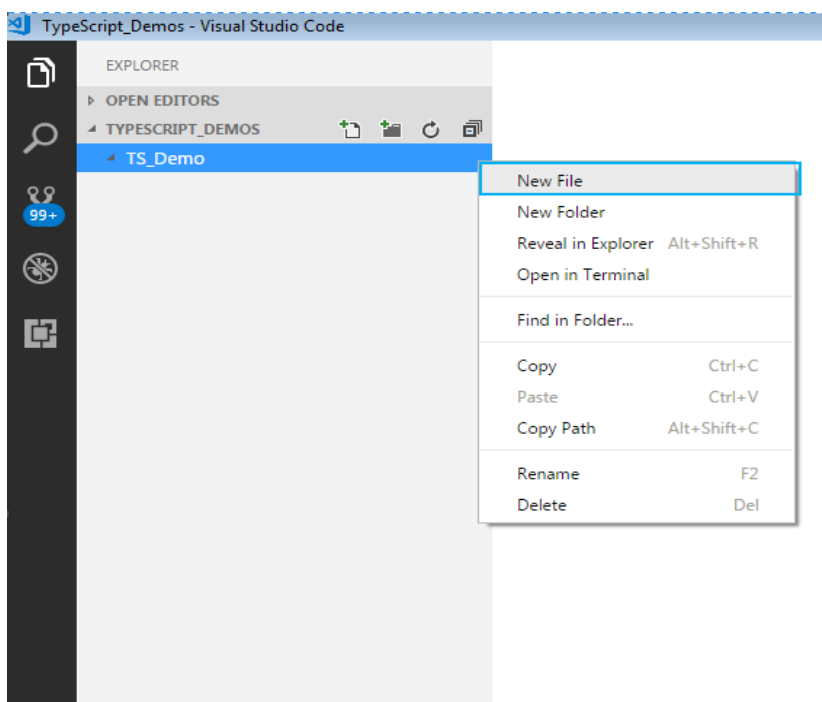 TypeScript_Demos - Visual Studio Code
EXPLORER
OPEN EDITORS
TYPESCRIPT_DEMOS
TS_Demo
99+
New File
New Folder
Reveal in Explorer Alt+Shift+R
Open in Terminal
Find in Folder...
Copy Ctrl+C
Paste Ctrl+V
Copy Path Alt+Shift+C
Rename F2
Delete Del